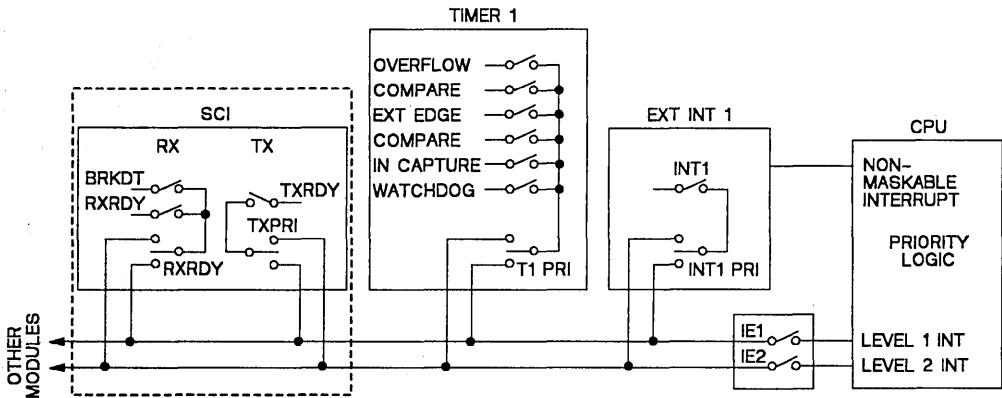 TIMER 1
OVERFLOW
COMPARE
EXT EDGE
COMPARE
IN CAPTURE
WATCHDOG
T1 PRI
SCI
RX TX
BRKDT
RXRDY
TXRDY
TXPRI
RXRDY
EXT INT 1
INT1
INT1 PRI
CPU
NON-
MASKABLE
INTERRUPT
PRIORITY
LOGIC
LEVEL 1 INT
LEVEL 2 INT
IE1
IE2
OTHER
MODULES